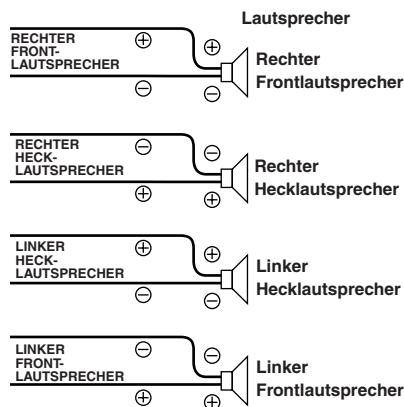 Lautsprecher
RECHTER
FRONT-
LAUTSPRECHER
⊕
⊕
⊖
⊖
Rechter
Frontlautsprecher
RECHTER
HECK-
LAUTSPRECHER
⊖
⊖
⊕
⊕
Rechter
Hecklautsprecher
LINKER
HECK-
LAUTSPRECHER
⊕
⊕
⊖
⊖
Linker
Hecklautsprecher
LINKER
FRONT-
LAUTSPRECHER
⊖
⊖
⊕
⊕
Linker
Frontlautsprecher